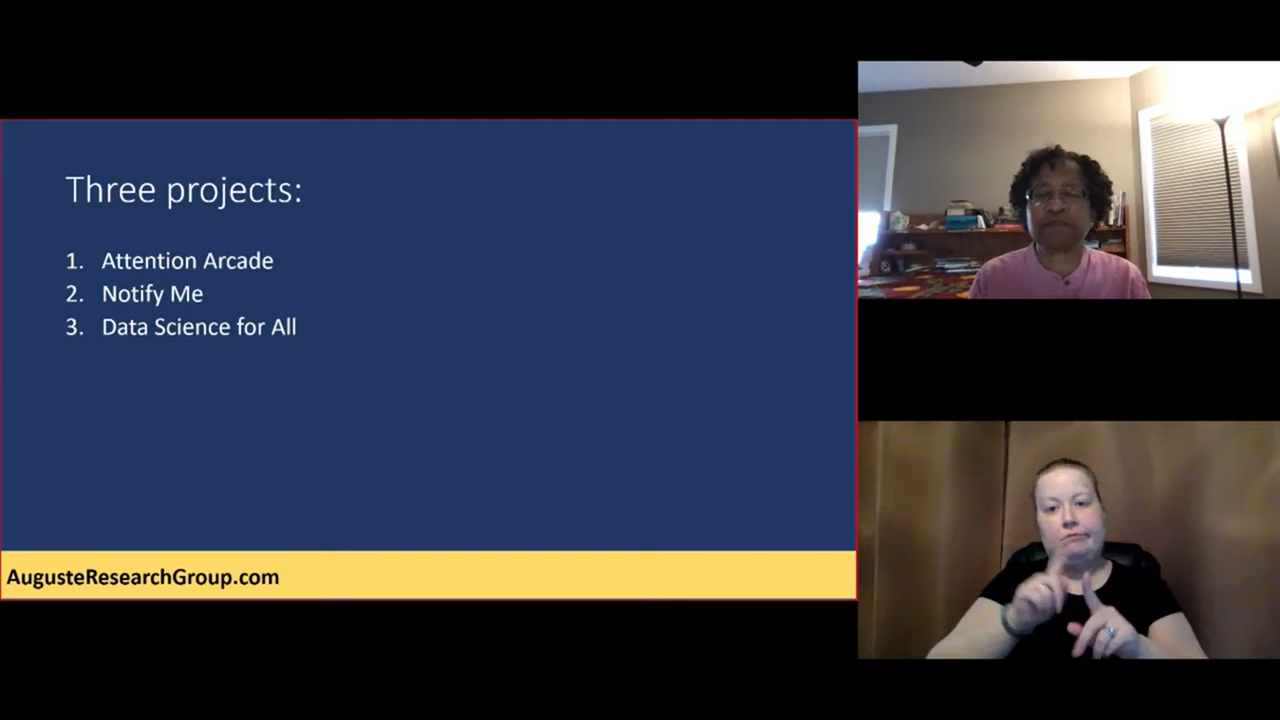 Three projects:
1. Attention Arcade
2. Notify Me
3. Data Science for All
AugusteResearchGroup.com